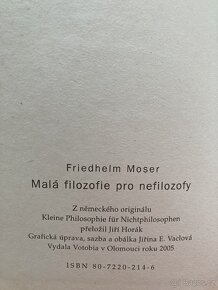 Friedhelm Moser
Malá filozofie pro nefilozofy
Z německého originálu
Kleine Philosophie für Nichtphilosophen
přeložil Jiří Horák
Grafická úprava, sazba a obálka Jiřina E. Vaclová
Vydala Votobia v Olomouci roku 2005
ISBN 80-7220-214-6